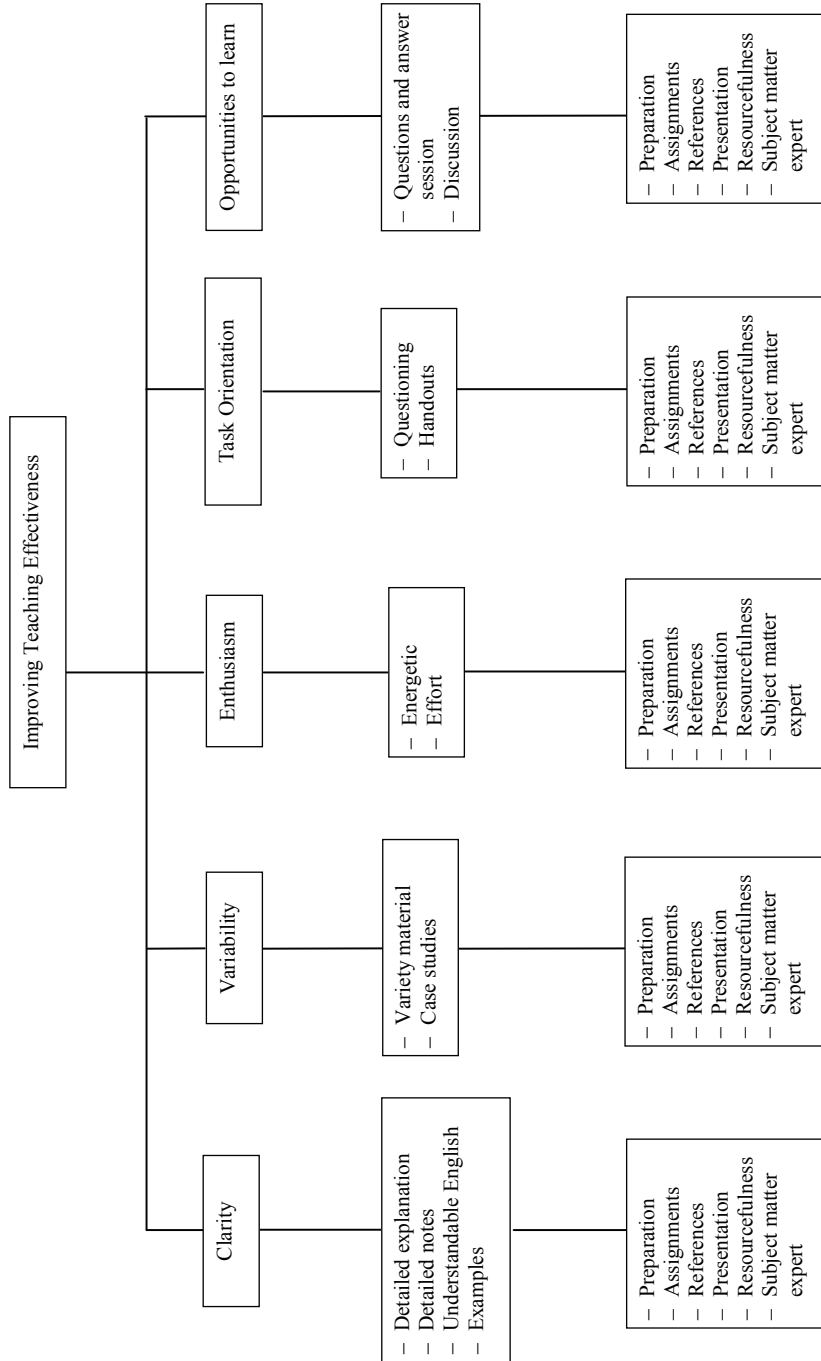 Improving Teaching Effectiveness
Clarity
– Detailed explanation
– Detailed notes
– Understandable English
– Examples
– Preparation
– Assignments
– References
– Presentation
– Resourcefulness
– Subject matter
expert
Variability
– Variety material
– Case studies
– Preparation
– Assignments
– References
– Presentation
– Resourcefulness
– Subject matter
expert
Enthusiasm
– Energetic
– Effort
– Preparation
– Assignments
– References
– Presentation
– Resourcefulness
– Subject matter
expert
Task Orientation
– Questioning
– Handouts
– Preparation
– Assignments
– References
– Presentation
– Resourcefulness
– Subject matter
expert
Opportunities to learn
– Questions and answer
session
– Discussion
– Preparation
– Assignments
– References
– Presentation
– Resourcefulness
– Subject matter
expert